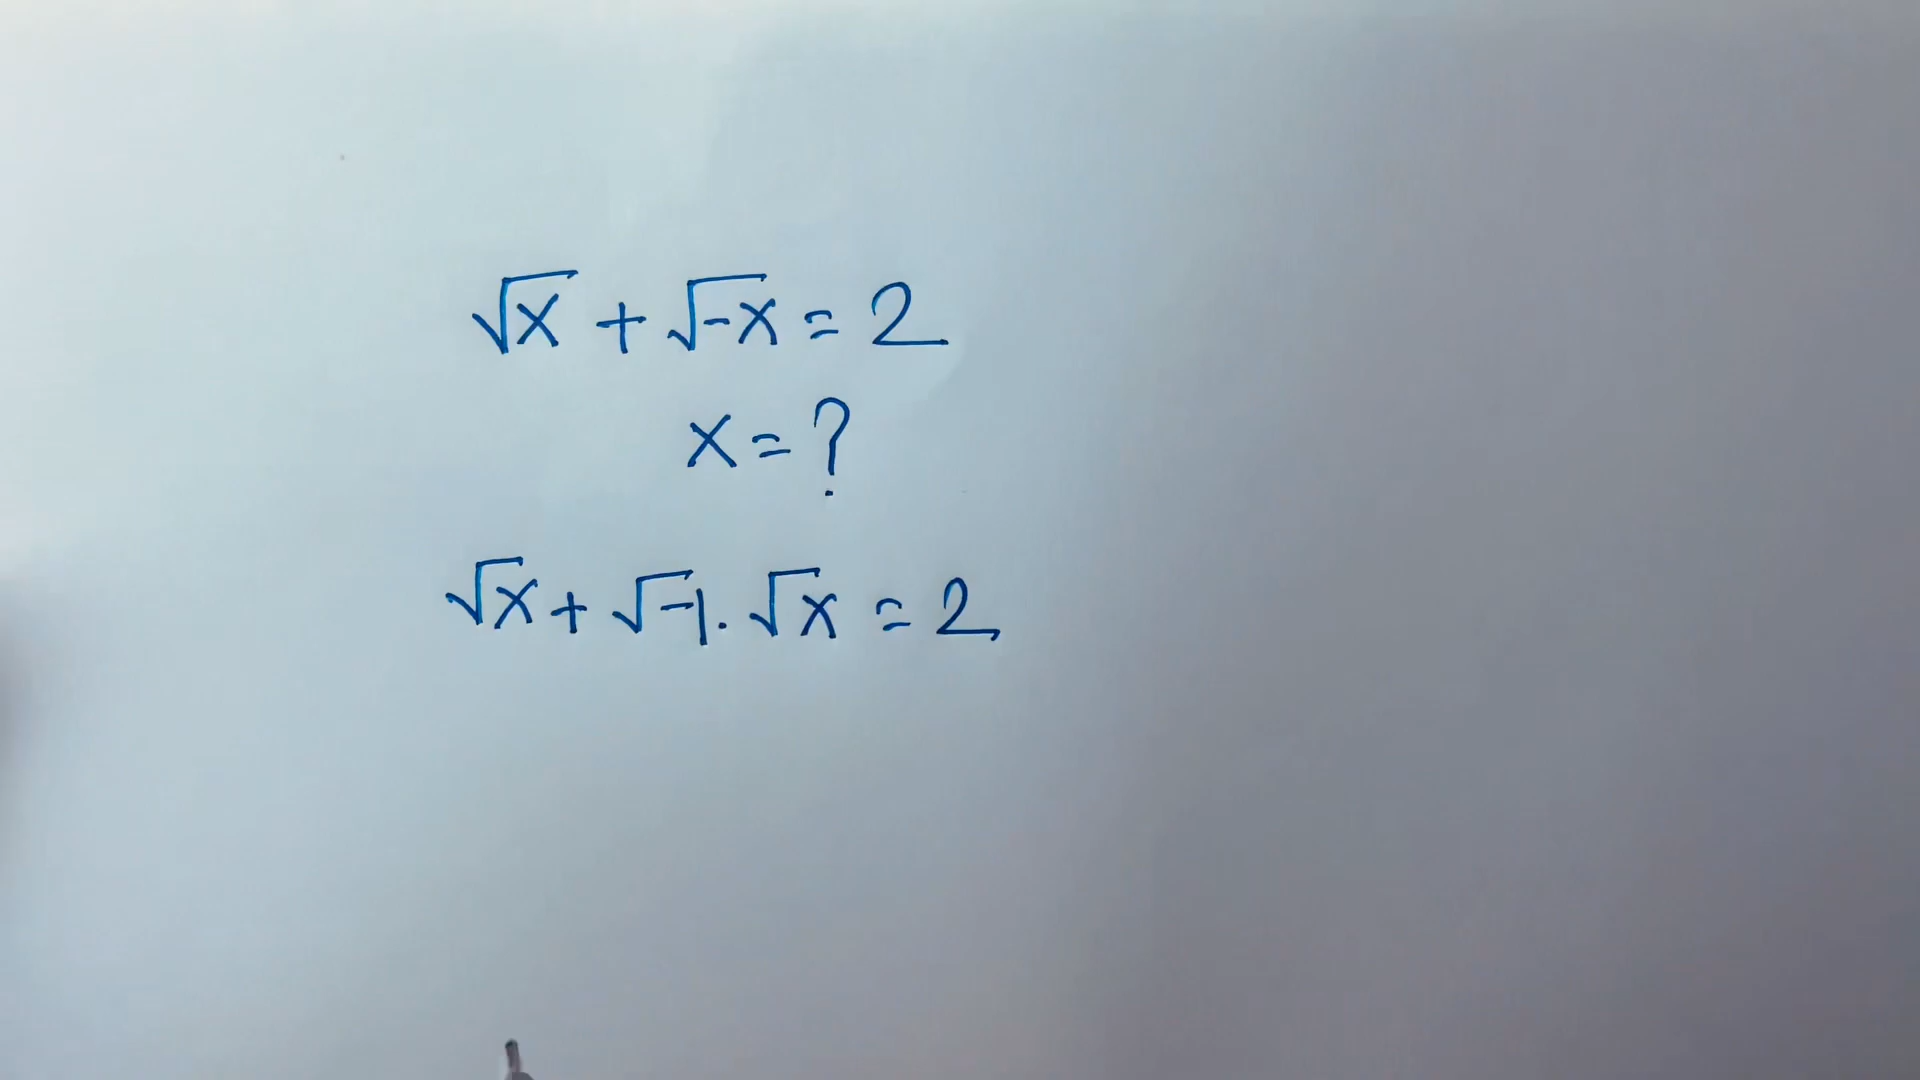 √x + √-x = 2
x = ?
√x + √-1 . √x = 2